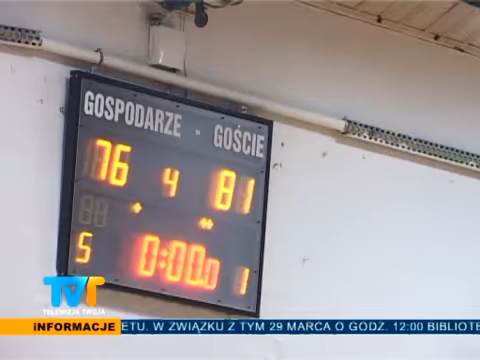 GOSPODARZE - GOŚCIE
76 4 81
5 0:00.0 1
TVT
TELEWIZJA TWOJA
INFORMACJE ETU. W ZWIĄZKU Z TYM 29 MARCA O GODZ. 12:00 BIBLIOTE